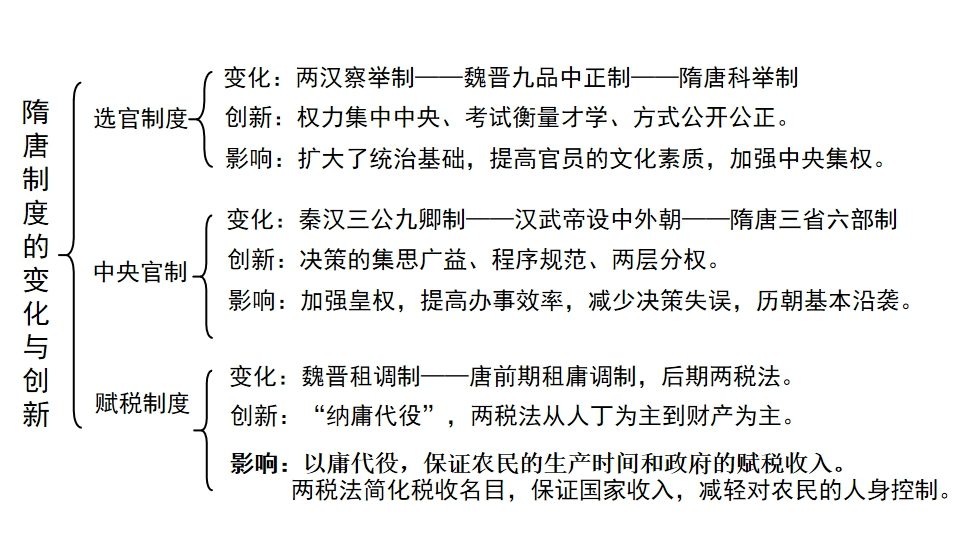 隋唐制度的变化与创新
选官制度
变化：两汉察举制——魏晋九品中正制——隋唐科举制
创新：权力集中中央、考试衡量才学、方式公开公正。
影响：扩大了统治基础，提高官员的文化素质，加强中央集权。
中央官制
变化：秦汉三公九卿制——汉武帝设中外朝——隋唐三省六部制
创新：决策的集思广益、程序规范、两层分权。
影响：加强皇权，提高办事效率，减少决策失误，历朝基本沿袭。
赋税制度
变化：魏晋租调制——唐前期租庸调制，后期两税法。
创新：“纳庸代役”，两税法从人丁为主到财产为主。
影响：以庸代役，保证农民的生产时间和政府的赋税收入。
两税法简化税收名目，保证国家收入，减轻对农民的人身控制。